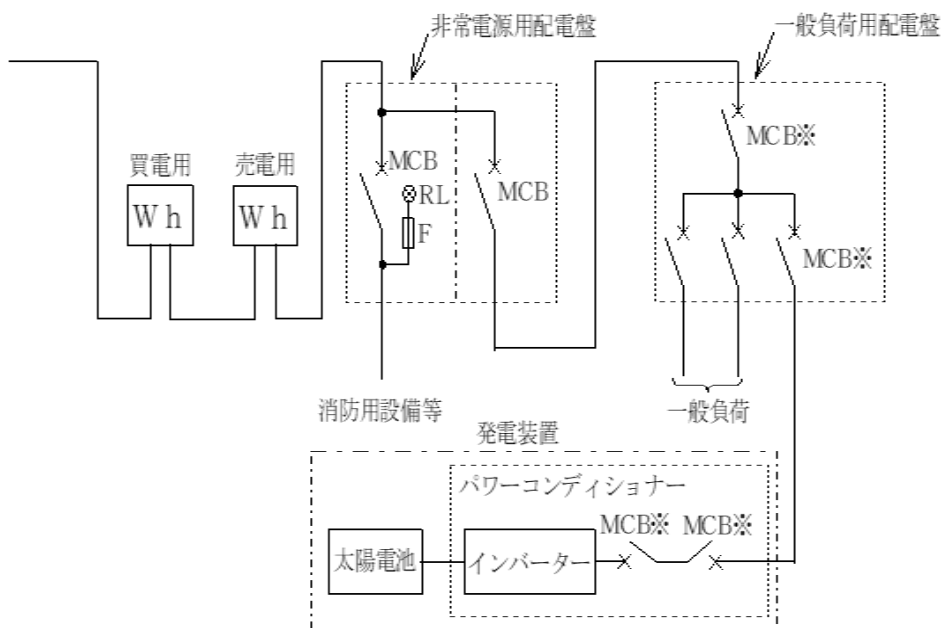 非常電源用配電盤
一般負荷用配電盤
MCB※
買電用
売電用
MCB
RL
MCB
Wh
Wh
F
MCB※
消防用設備等
一般負荷
発電装置
パワーコンディショナー
MCB※
MCB※
太陽電池
インバーター